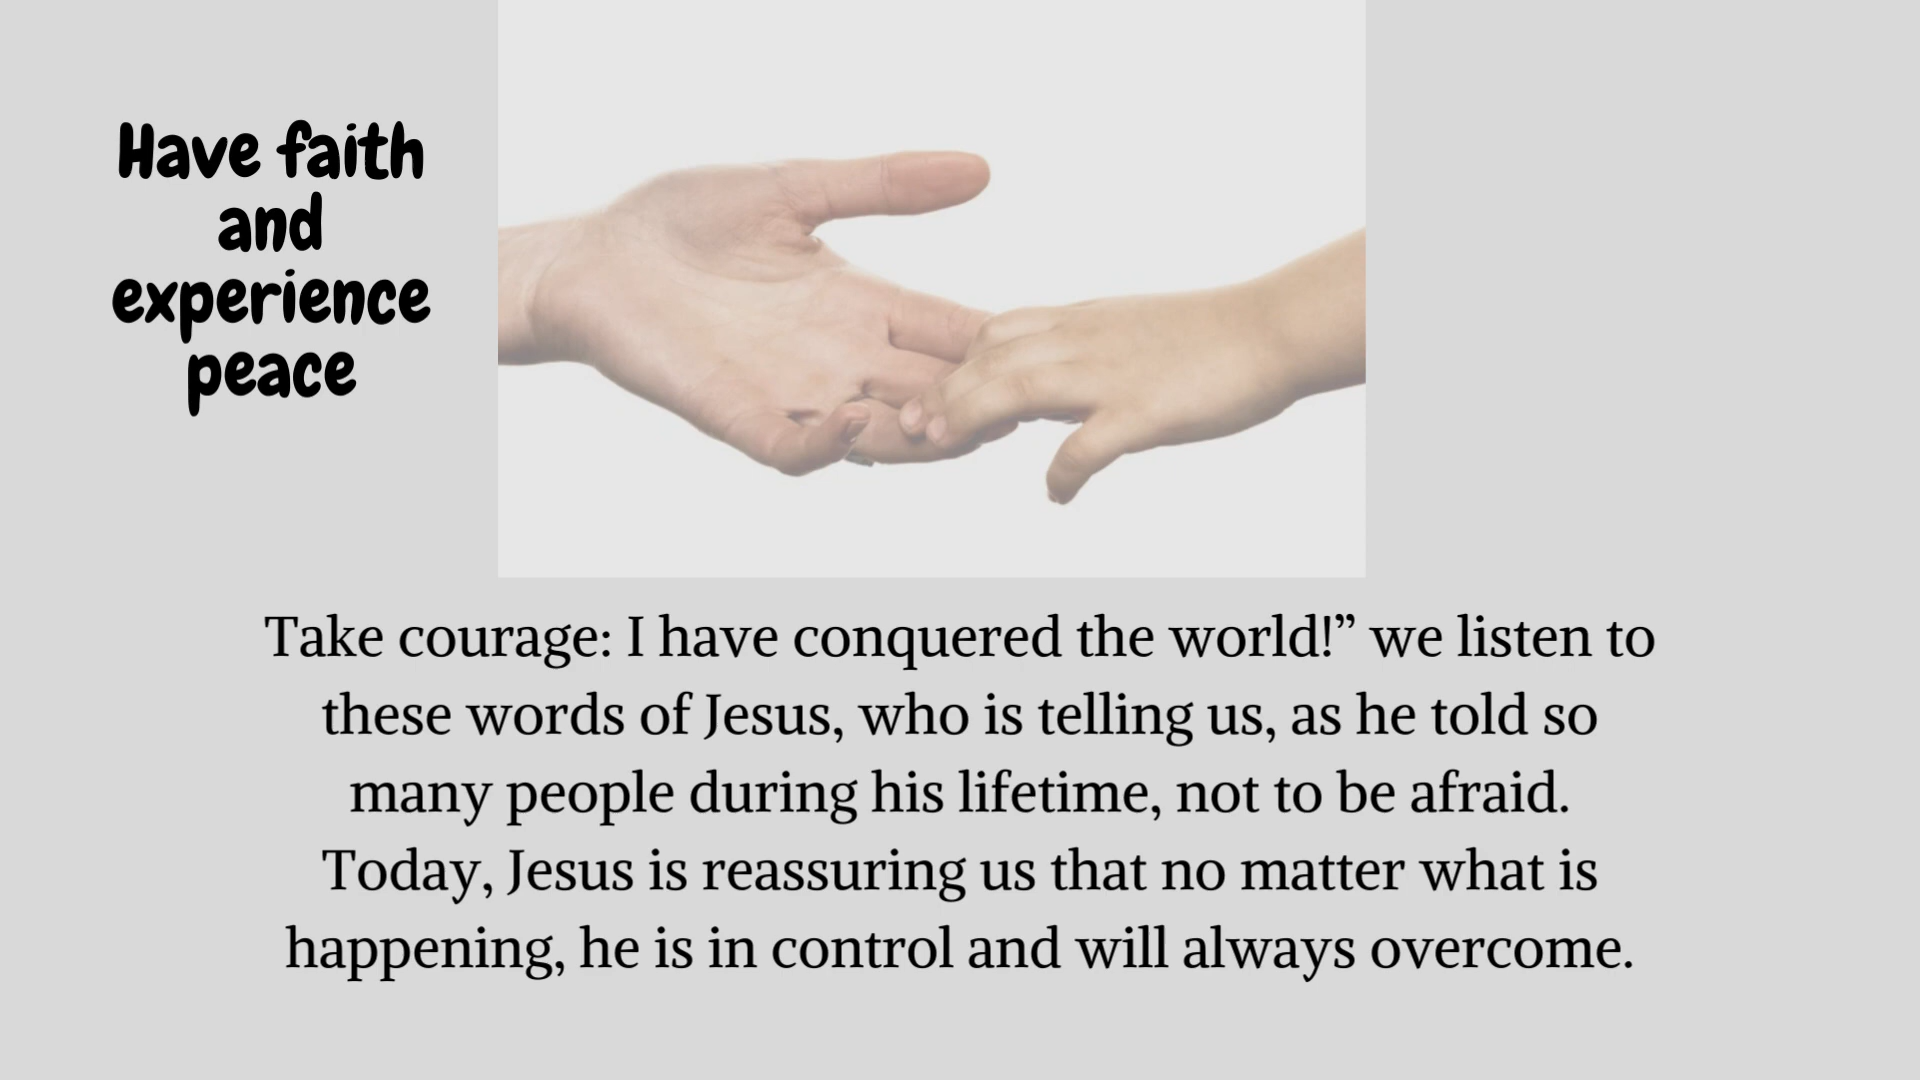 Have faith
and
experience
peace
Take courage: I have conquered the world!” we listen to
these words of Jesus, who is telling us, as he told so
many people during his lifetime, not to be afraid.
Today, Jesus is reassuring us that no matter what is
happening, he is in control and will always overcome.